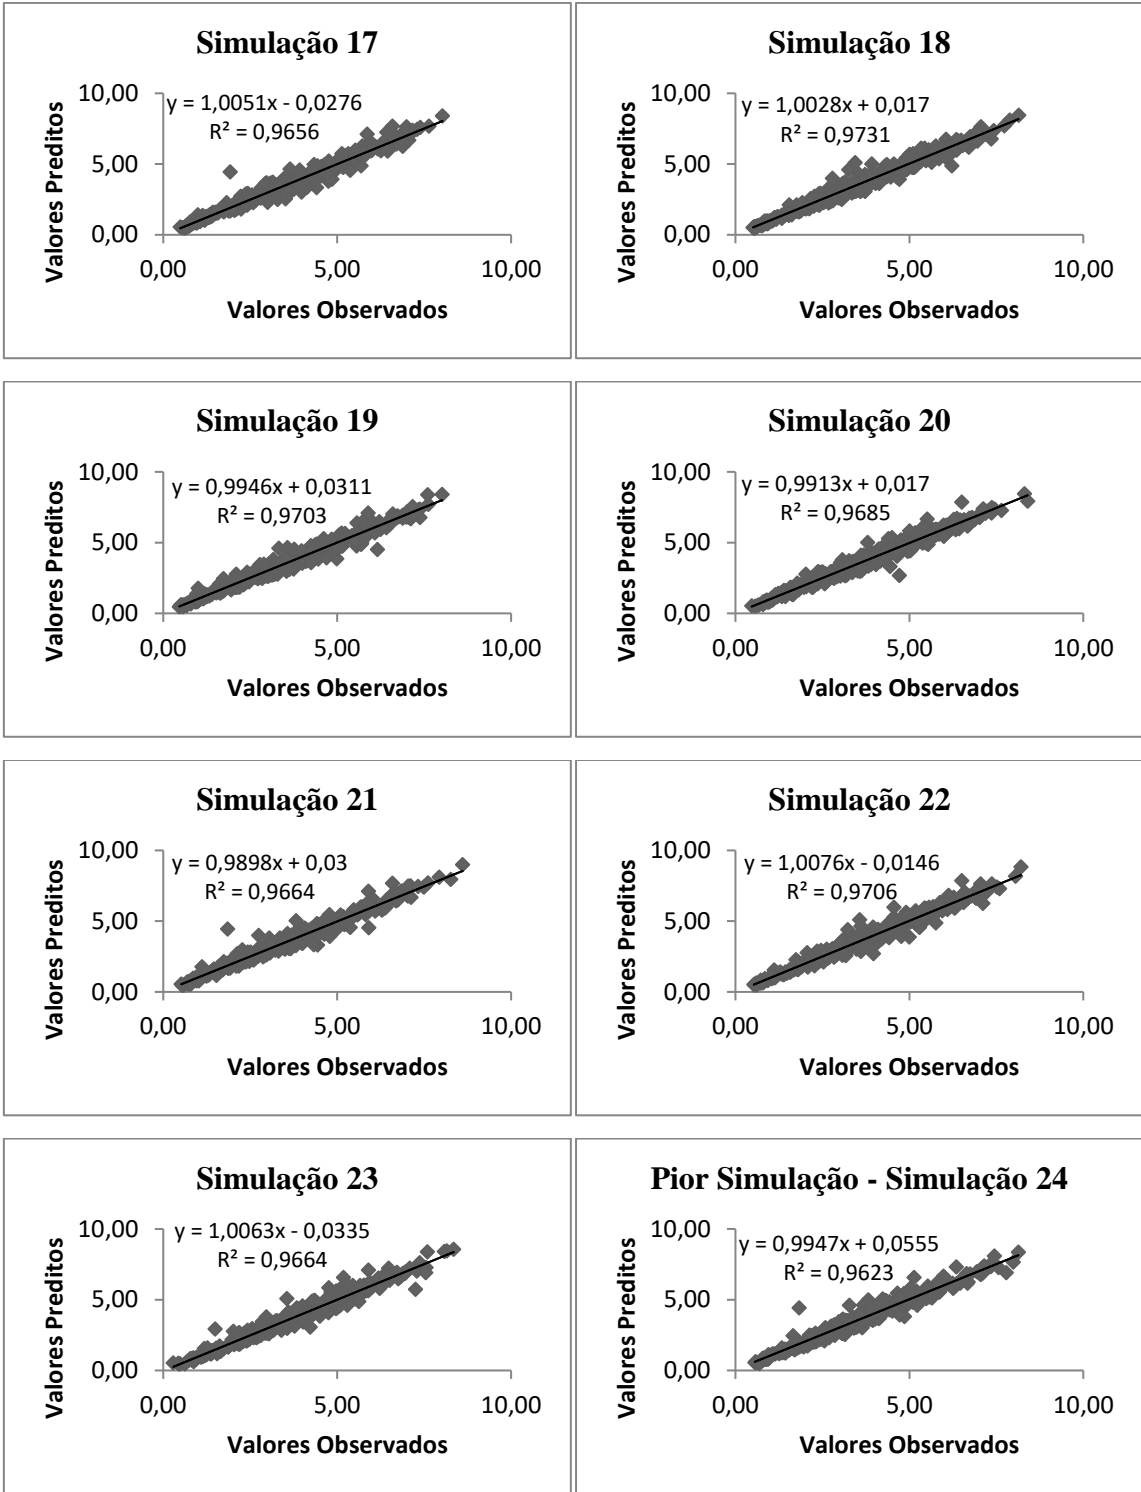 Simulação 17
y = 1,0051x - 0,0276
R² = 0,9656
10,00
5,00
0,00
0,00 5,00 10,00
Valores Preditos
Valores Observados
Simulação 18
y = 1,0028x + 0,017
R² = 0,9731
10,00
5,00
0,00
0,00 5,00 10,00
Valores Preditos
Valores Observados
Simulação 19
y = 0,9946x + 0,0311
R² = 0,9703
10,00
5,00
0,00
0,00 5,00 10,00
Valores Preditos
Valores Observados
Simulação 20
y = 0,9913x + 0,017
R² = 0,9685
10,00
5,00
0,00
0,00 5,00 10,00
Valores Preditos
Valores Observados
Simulação 21
y = 0,9898x + 0,03
R² = 0,9664
10,00
5,00
0,00
0,00 5,00 10,00
Valores Preditos
Valores Observados
Simulação 22
y = 1,0076x - 0,0146
R² = 0,9706
10,00
5,00
0,00
0,00 5,00 10,00
Valores Preditos
Valores Observados
Simulação 23
y = 1,0063x - 0,0335
R² = 0,9664
10,00
5,00
0,00
0,00 5,00 10,00
Valores Preditos
Valores Observados
Pior Simulação - Simulação 24
y = 0,9947x + 0,0555
R² = 0,9623
10,00
5,00
0,00
0,00 5,00 10,00
Valores Preditos
Valores Observados